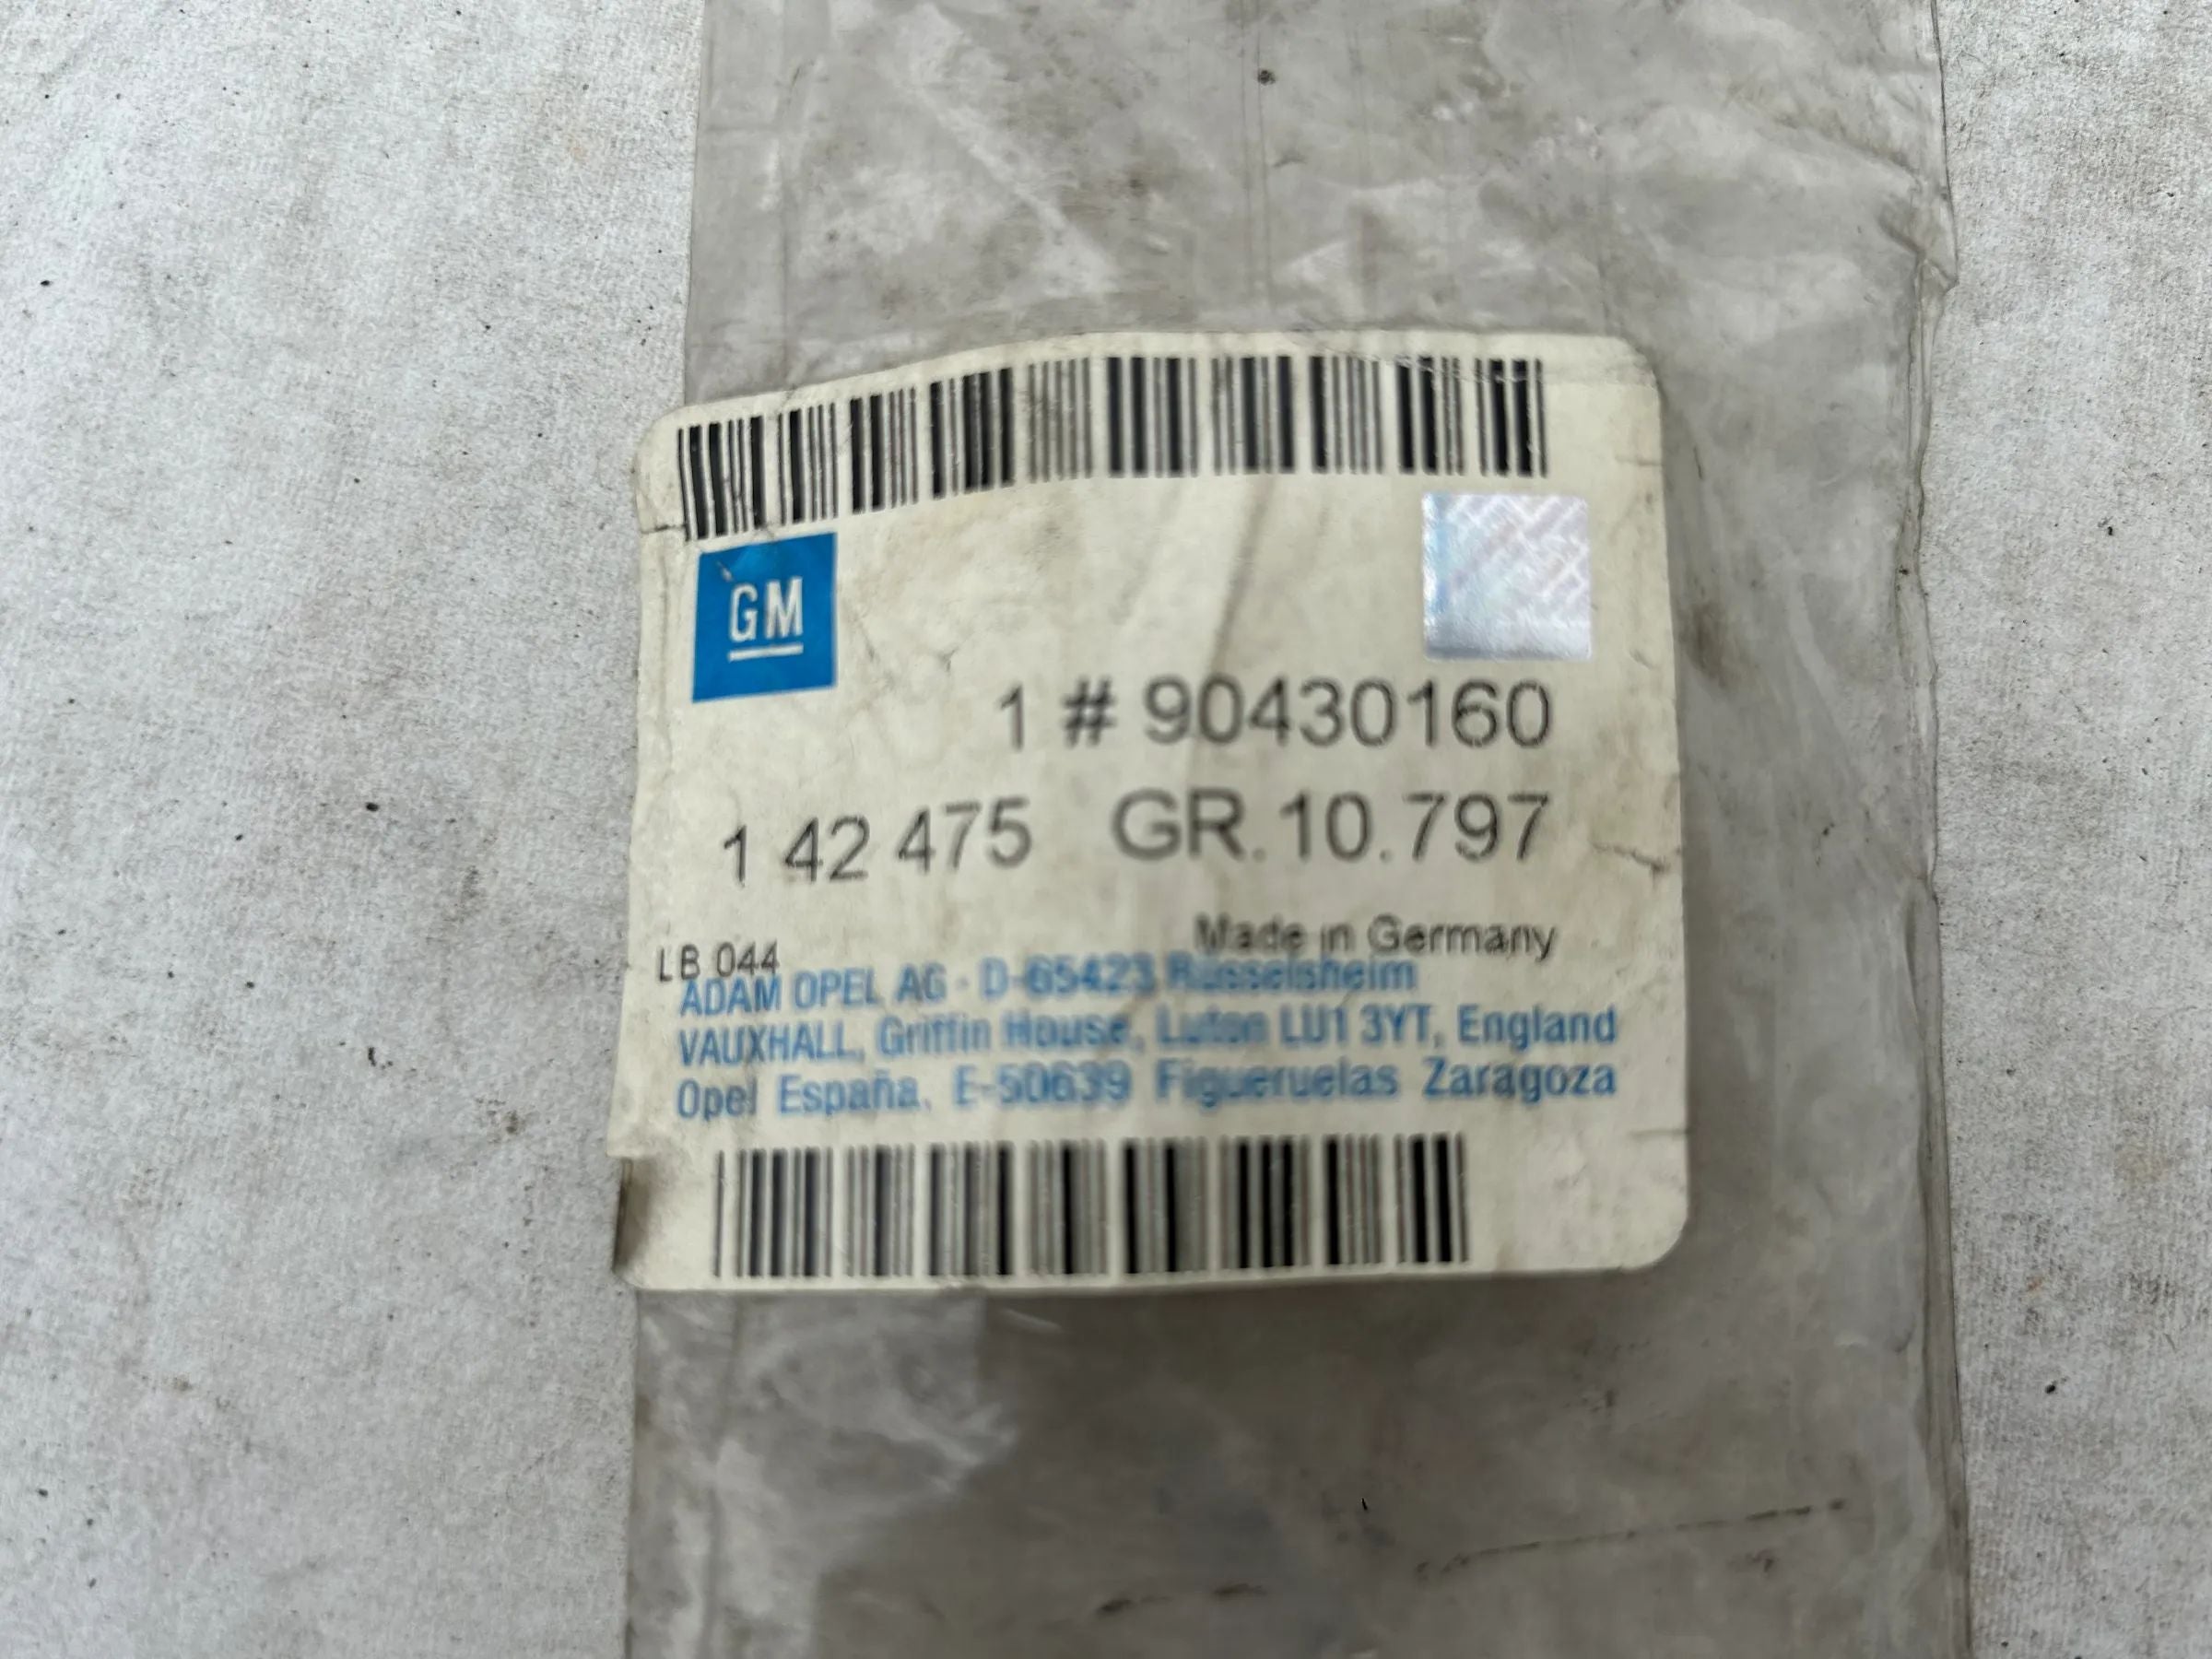 GM
1 # 90430160
1 42 475 GR.10.797
Made in Germany
LB 044
ADAM OPEL AG · D-65423 Rüsselsheim
VAUXHALL, Griffin House, Luton LU1 3YT, England
Opel España, E-50639 Figueruelas Zaragoza